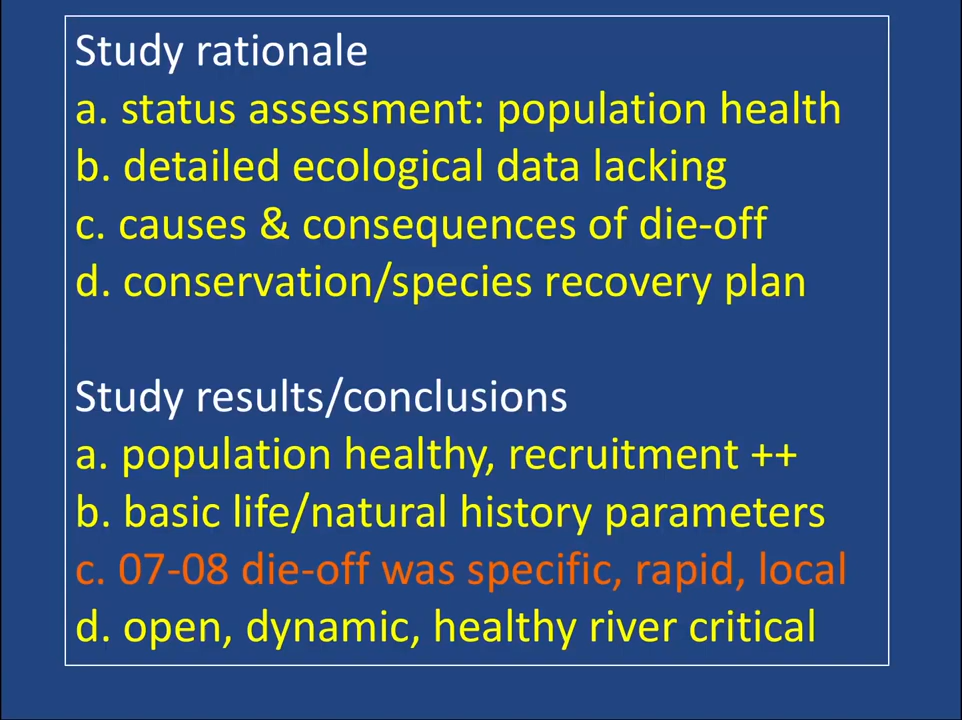 Study rationale
a. status assessment: population health
b. detailed ecological data lacking
c. causes & consequences of die-off
d. conservation/species recovery plan
Study results/conclusions
a. population healthy, recruitment ++
b. basic life/natural history parameters
c. 07-08 die-off was specific, rapid, local
d. open, dynamic, healthy river critical